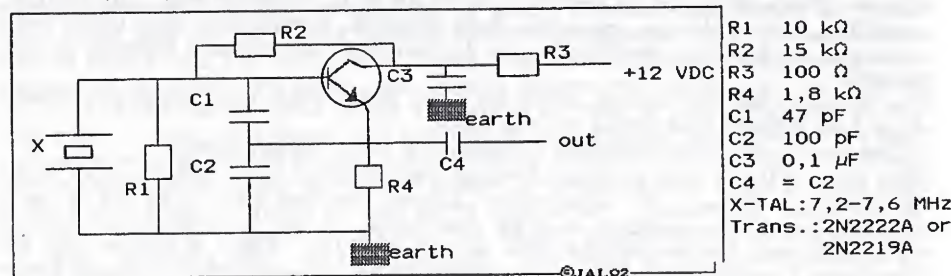 R2
R3
C3
+12 VDC
C1
earth
X
out
C2
C4
R1
R4
earth
©JAL92
R1 10 kΩ
R2 15 kΩ
R3 100 Ω
R4 1,8 kΩ
C1 47 pF
C2 100 pF
C3 0,1 µF
C4 = C2
X-TAL:7,2-7,6 MHz
Trans.:2N2222A or
2N2219A